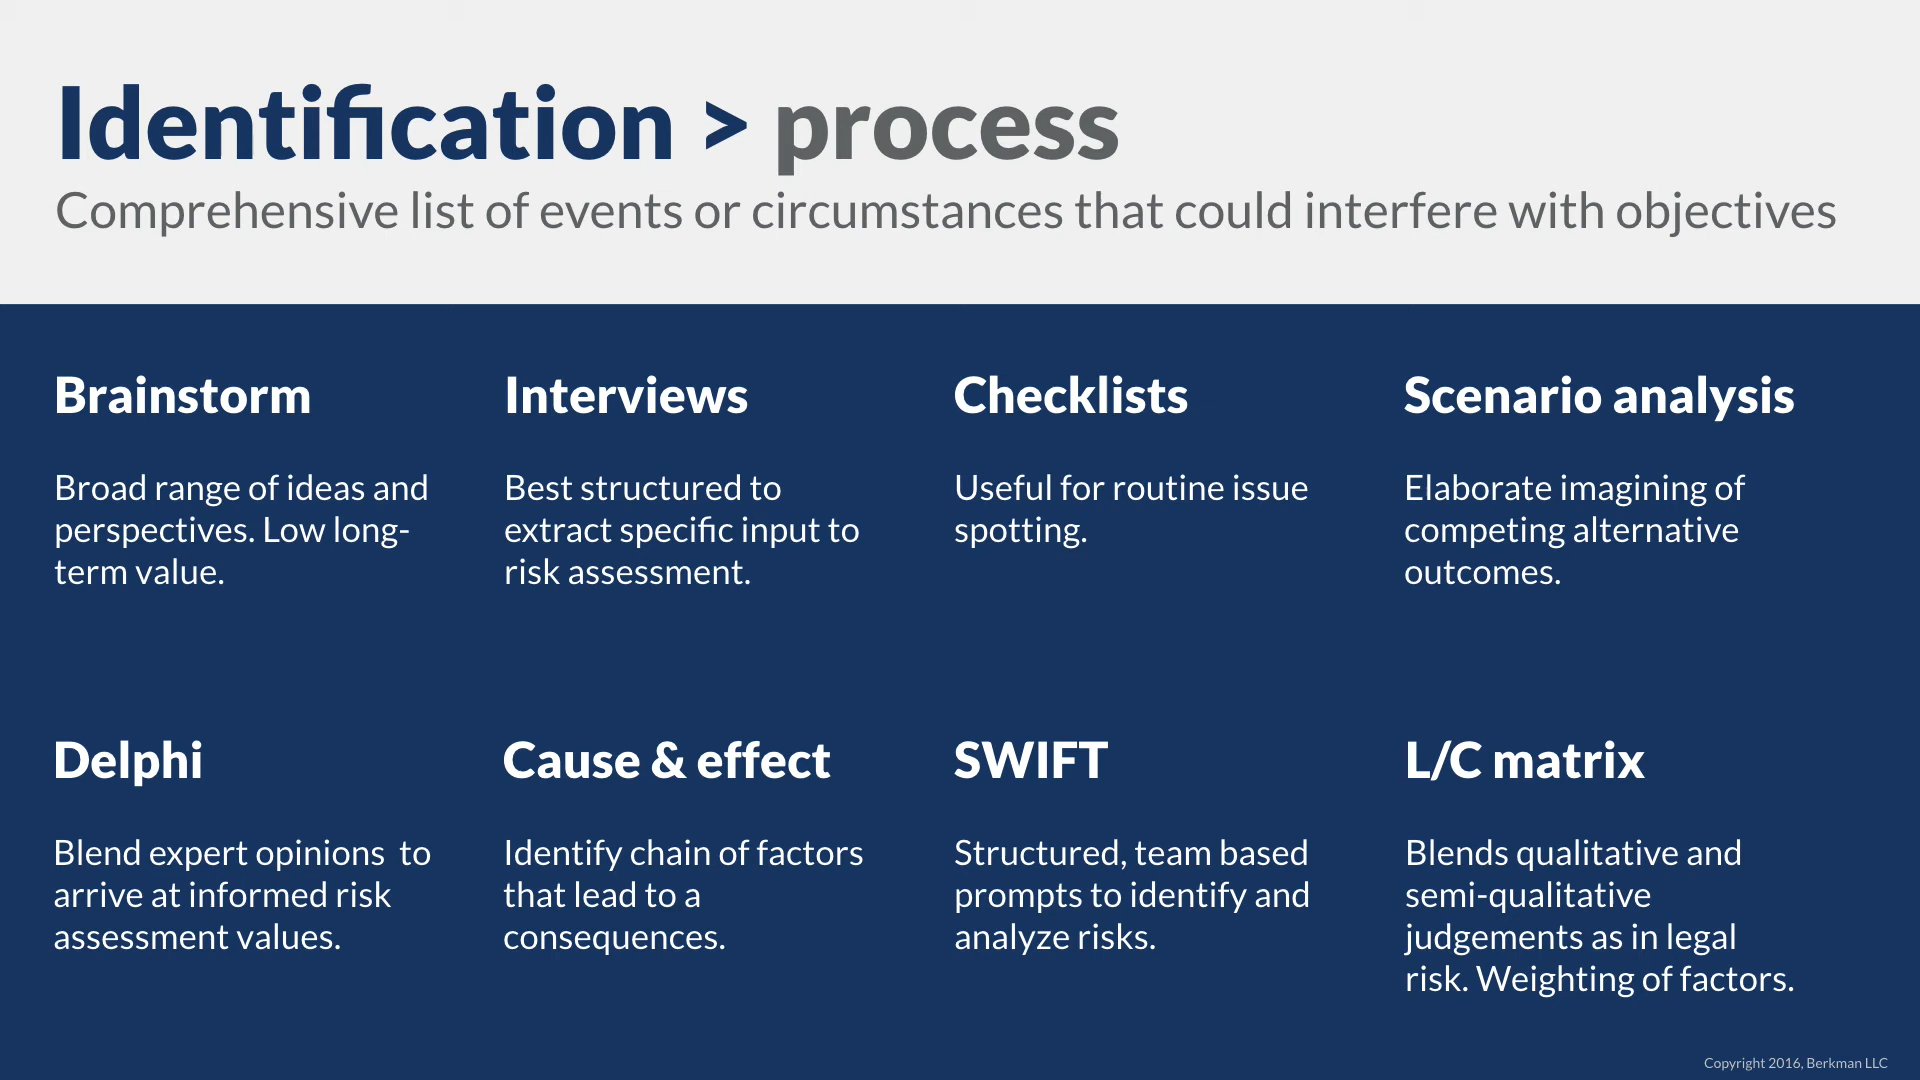 Identification > process
Comprehensive list of events or circumstances that could interfere with objectives
Brainstorm
Broad range of ideas and
perspectives. Low long-
term value.
Interviews
Best structured to
extract specific input to
risk assessment.
Checklists
Useful for routine issue
spotting.
Scenario analysis
Elaborate imagining of
competing alternative
outcomes.
Delphi
Blend expert opinions  to
arrive at informed risk
assessment values.
Cause & effect
Identify chain of factors
that lead to a
consequences.
SWIFT
Structured, team based
prompts to identify and
analyze risks.
L/C matrix
Blends qualitative and
semi-qualitative
judgements as in legal
risk. Weighting of factors.
Copyright 2016, Berkman LLC